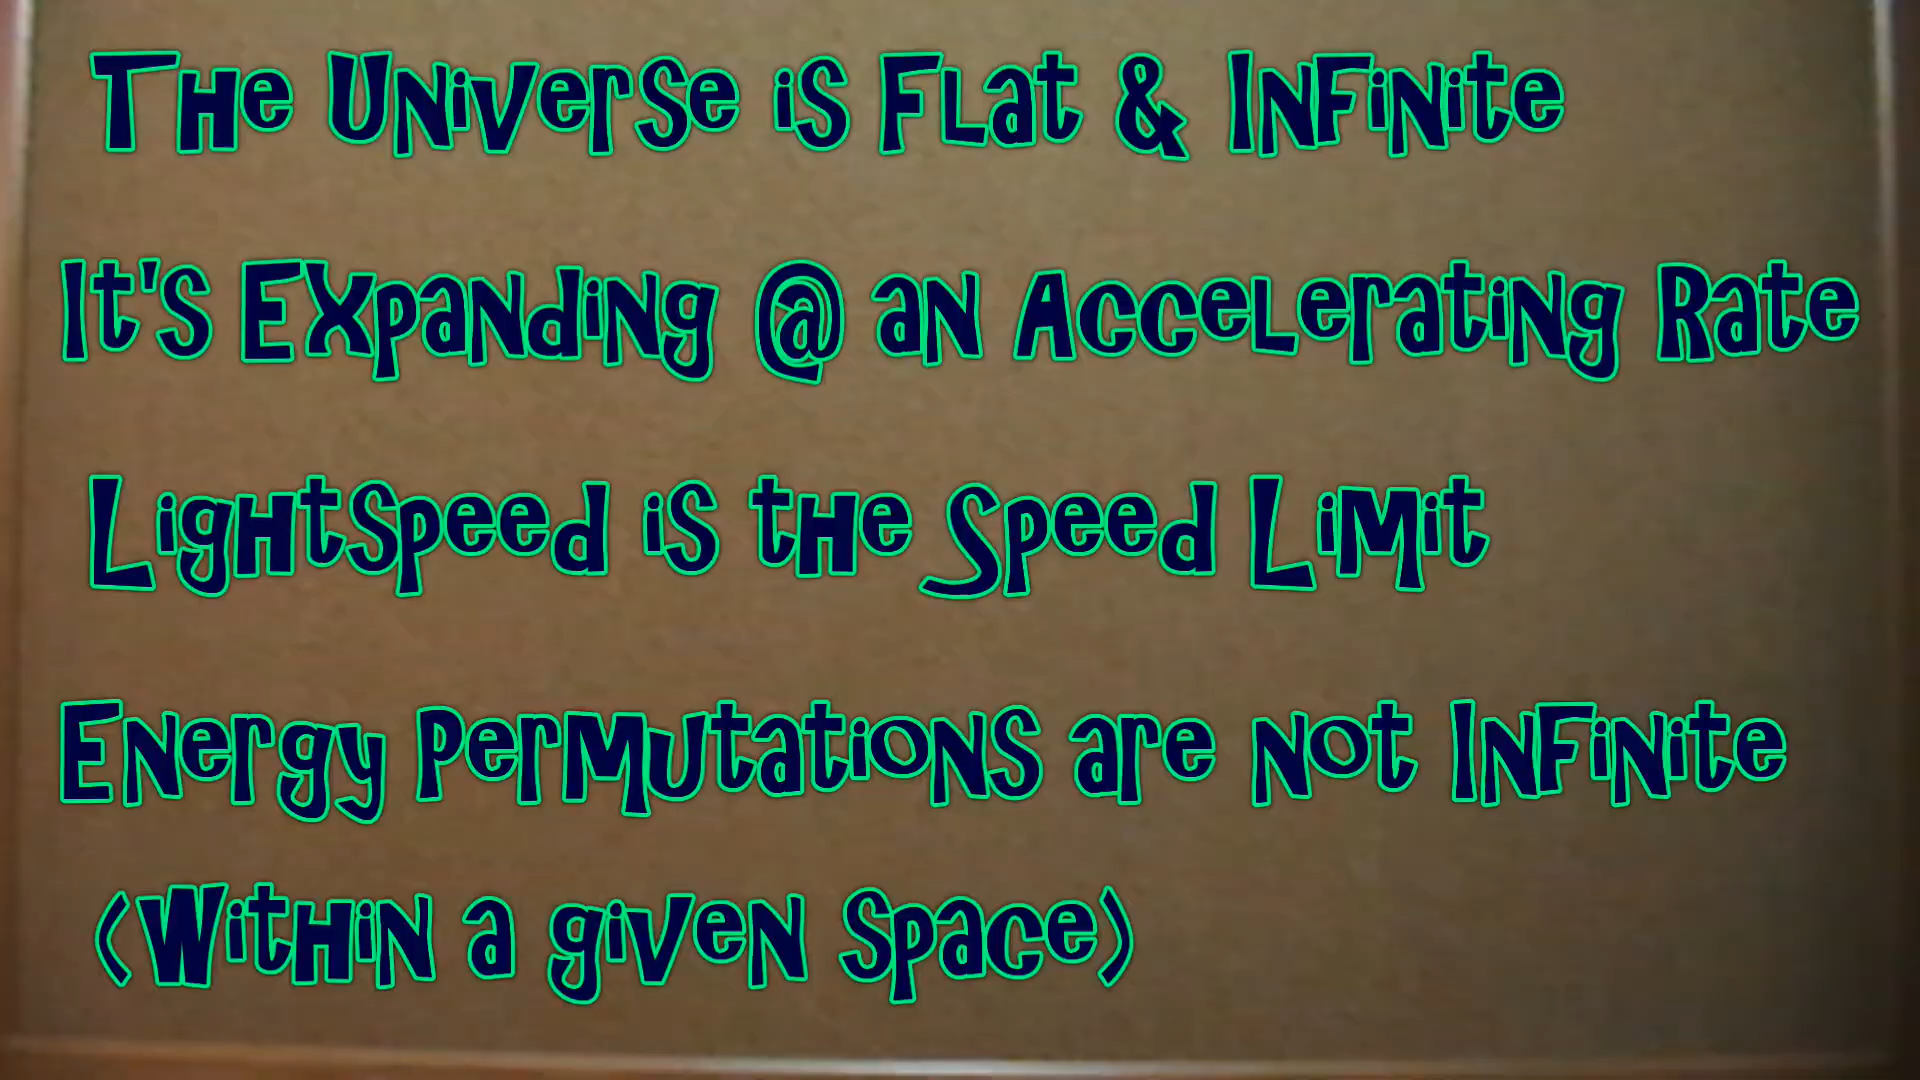 The Universe is Flat & Infinite
It's Expanding @ an Accelerating Rate
Lightspeed is the Speed Limit
Energy Permutations are not Infinite
(Within a given Space)